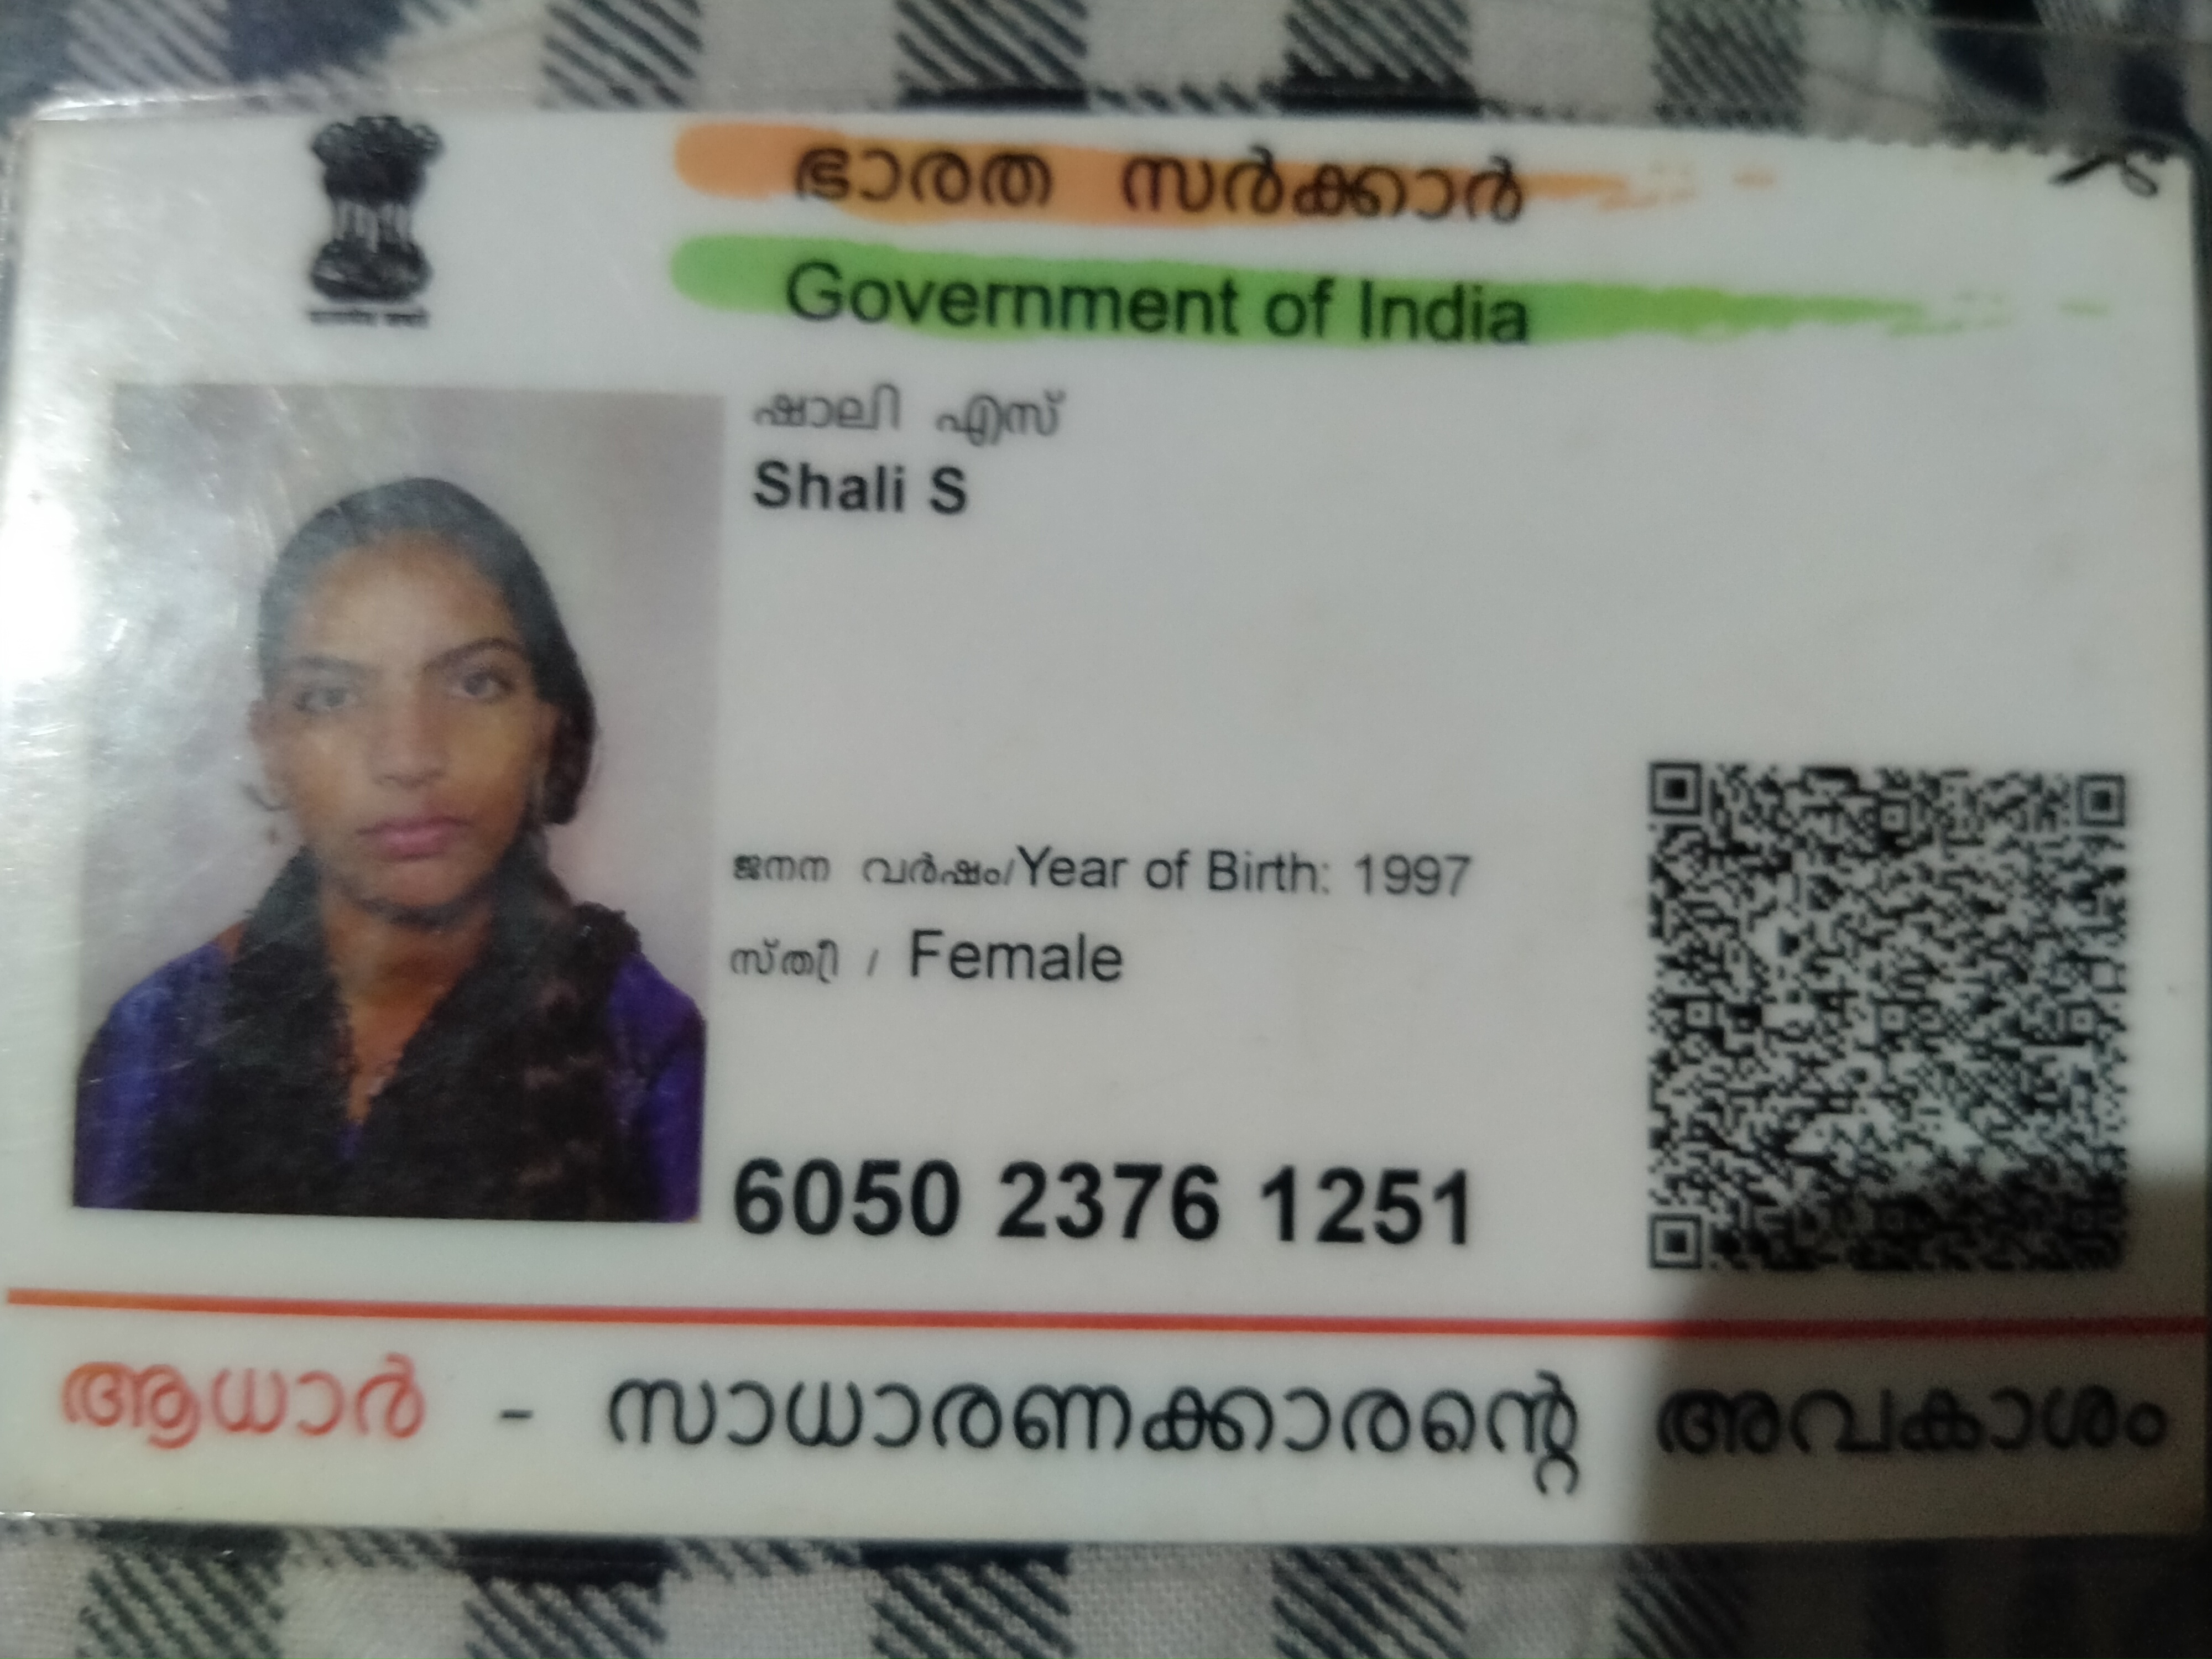 ഭാരത സർക്കാർ
Government of India
ഷാലി എസ്
Shali S
ജനന വർഷം/Year of Birth: 1997
സ്ത്രീ / Female
6050 2376 1251
ആധാർ - സാധാരണക്കാരന്റെ അവകാശം